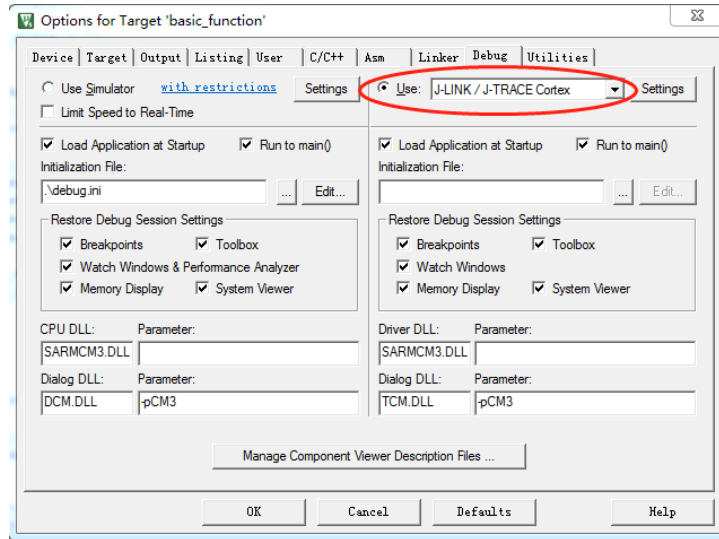 Options for Target 'basic_function'
Device Target Output Listing User C/C++ Asm Linker Debug Utilities
Use Simulator with restrictions Settings Use: J-LINK / J-TRACE Cortex Settings
Limit Speed to Real-Time
Load Application at Startup Run to main() Load Application at Startup Run to main()
Initialization File: Initialization File:
.\debug.ini ... Edit... ... Edit...
Restore Debug Session Settings Restore Debug Session Settings
Breakpoints Toolbox Breakpoints Toolbox
Watch Windows & Performance Analyzer Watch Windows
Memory Display System Viewer Memory Display System Viewer
CPU DLL: Parameter: Driver DLL: Parameter:
SARMCM3.DLL SARMCM3.DLL
Dialog DLL: Parameter: Dialog DLL: Parameter:
DCM.DLL -pCM3 TCM.DLL -pCM3
Manage Component Viewer Description Files ...
OK Cancel Defaults Help